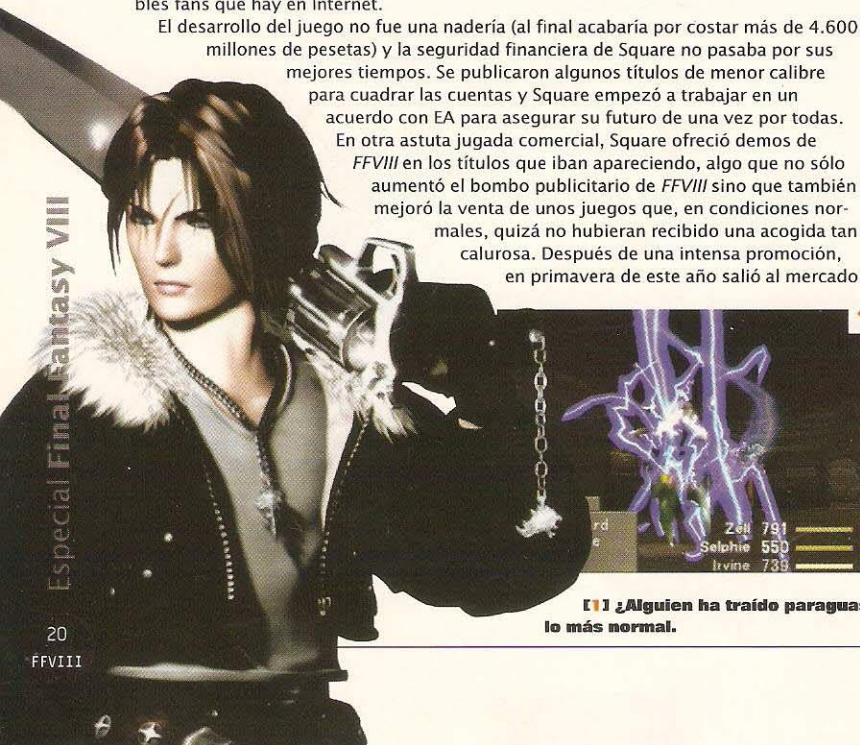 bles fans que hay en Internet.
El desarrollo del juego no fue una nadería (al final acabaría por costar más de 4.600
millones de pesetas) y la seguridad financiera de Square no pasaba por sus
mejores tiempos. Se publicaron algunos títulos de menor calibre
para cuadrar las cuentas y Square empezó a trabajar en un
acuerdo con EA para asegurar su futuro de una vez por todas.
En otra astuta jugada comercial, Square ofreció demos de
FFVIII en los títulos que iban apareciendo, algo que no sólo
aumentó el bombo publicitario de FFVIII sino que también
mejoró la venta de unos juegos que, en condiciones nor-
males, quizá no hubieran recibido una acogida tan
calurosa. Después de una intensa promoción,
en primavera de este año salió al mercado
Especial Final Fantasy VIII
rd
e
Zell 791
Selphie 550
Irvine 739
[1] ¿Alguien ha traído paraguas
lo más normal.
20
FFVIII